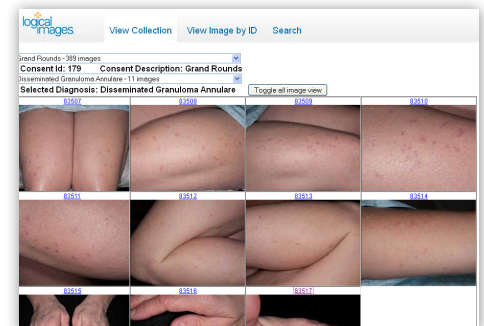 logical
images
View Collection View Image by ID Search
Grand Rounds - 389 images
Consent Id: 179 Consent Description: Grand Rounds
Disseminated Granuloma Annulare - 11 images
Selected Diagnosis: Disseminated Granuloma Annulare Toggle all image view
83507 83508 83509 83510
83511 83512 83513 83514
83515 83516 83517